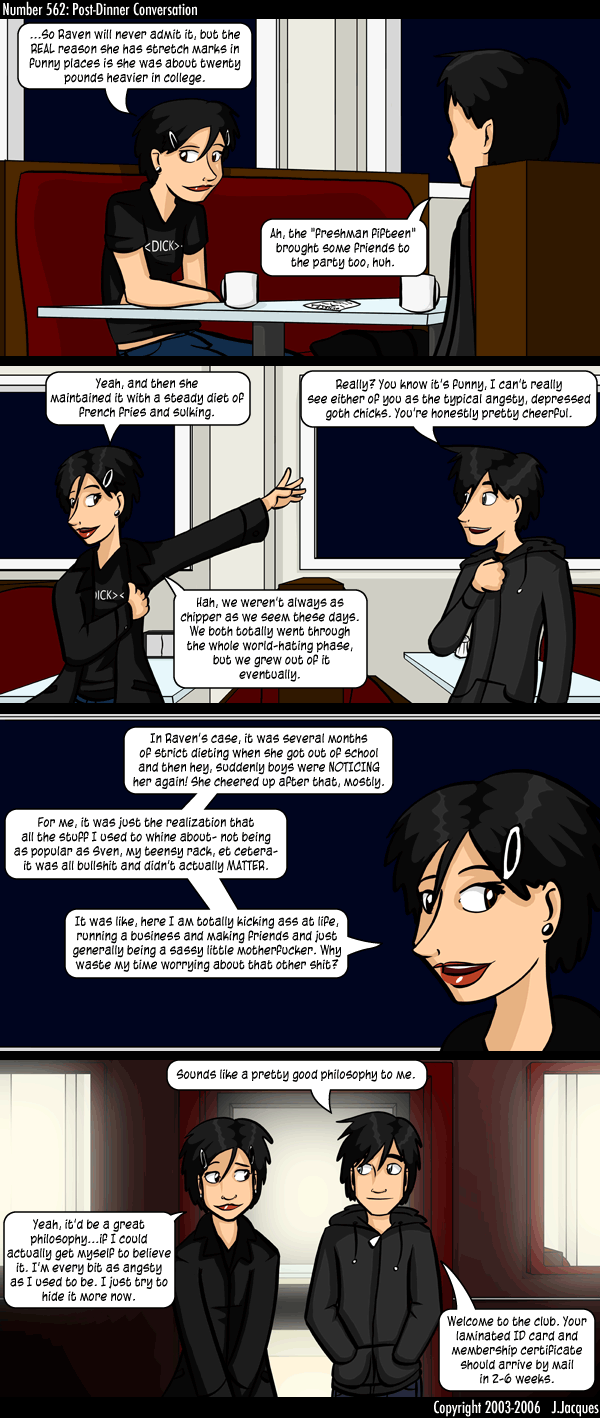 Number 562: Post-Dinner Conversation
...So Raven will never admit it, but the
REAL reason she has stretch marks in
funny places is she was about twenty
pounds heavier in college.
<DICK>
Ah, the "freshman fifteen"
brought some friends to
the party too, huh.
Yeah, and then she
maintained it with a steady diet of
french fries and sulking.
Really? You know it's funny, I can't really
see either of you as the typical angsty, depressed
goth chicks. You're honestly pretty cheerful.
DICK><
Hah, we weren't always as
chipper as we seem these days.
We both totally went through
the whole world-hating phase,
but we grew out of it
eventually.
In Raven's case, it was several months
of strict dieting when she got out of school
and then hey, suddenly boys were NOTICING
her again! She cheered up after that, mostly.
For me, it was just the realization that
all the stuff I used to whine about- not being
as popular as Sven, my teensy rack, et cetera-
it was all bullshit and didn't actually MATTER.
It was like, here I am totally kicking ass at life,
running a business and making friends and just
generally being a sassy little motherfucker. Why
waste my time worrying about that other shit?
Sounds like a pretty good philosophy to me.
Yeah, it'd be a great
philosophy...if I could
actually get myself to believe
it. I'm every bit as angsty
as I used to be. I just try to
hide it more now.
Welcome to the club. Your
laminated ID card and
membership certificate
should arrive by mail
in 2-6 weeks.
Copyright 2003-2006 J.Jacques